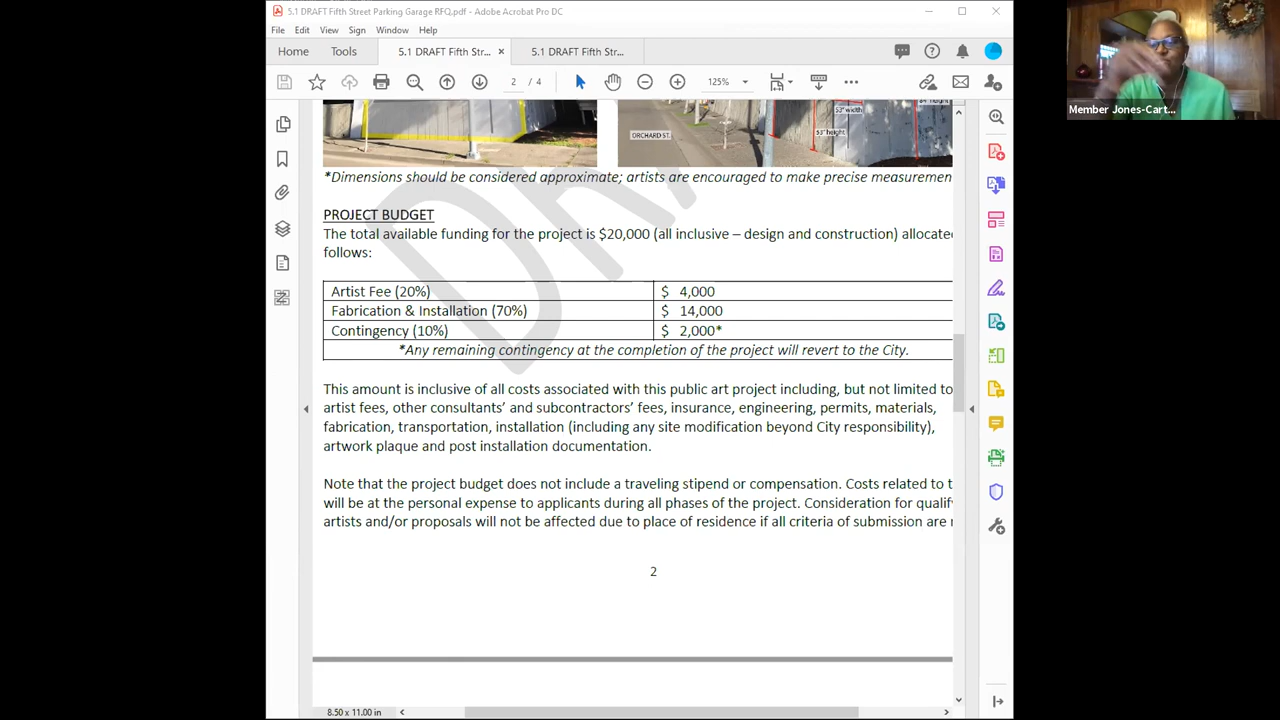 5.1 DRAFT Fifth Street Parking Garage RFQ.pdf - Adobe Acrobat Pro DC
File Edit View Sign Window Help
Home Tools 5.1 DRAFT Fifth Str... × 5.1 DRAFT Fifth Str...
2 / 4 125%
Member Jones-Cart...
53" width
ORCHARD ST.
53" height
*Dimensions should be considered approximate; artists are encouraged to make precise measuremen
DRA
PROJECT BUDGET
The total available funding for the project is $20,000 (all inclusive – design and construction) allocate
follows:
Artist Fee (20%) $ 4,000
Fabrication & Installation (70%) $ 14,000
Contingency (10%) $ 2,000*
*Any remaining contingency at the completion of the project will revert to the City.
This amount is inclusive of all costs associated with this public art project including, but not limited to
artist fees, other consultants’ and subcontractors’ fees, insurance, engineering, permits, materials,
fabrication, transportation, installation (including any site modification beyond City responsibility),
artwork plaque and post installation documentation.
Note that the project budget does not include a traveling stipend or compensation. Costs related to t
will be at the personal expense to applicants during all phases of the project. Consideration for qualif
artists and/or proposals will not be affected due to place of residence if all criteria of submission are
2
8.50 x 11.00 in